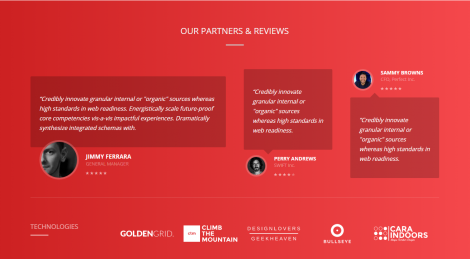 OUR PARTNERS & REVIEWS
"Credibly innovate granular internal or "organic" sources whereas
high standards in web readiness. Energistically scale future-proof
core competencies vis-a-vis impactful experiences. Dramatically
synthesize integrated schemas with.
JIMMY FERRARA
GENERAL MANAGER
"Credibly innovate
granular internal or
"organic" sources
whereas high standards in
web readiness.
PERRY ANDREWS
SAMMY BROWNS
"Credibly innovate
granular internal or
"organic" sources
whereas high standards in
web readiness.
TECHNOLOGIES
GOLDENGRID.
CLIMB
THE
MOUNTAIN
DESIGNLOVERS
GEEKHEAVEN
BULLSEYE
CARA
INDOORS